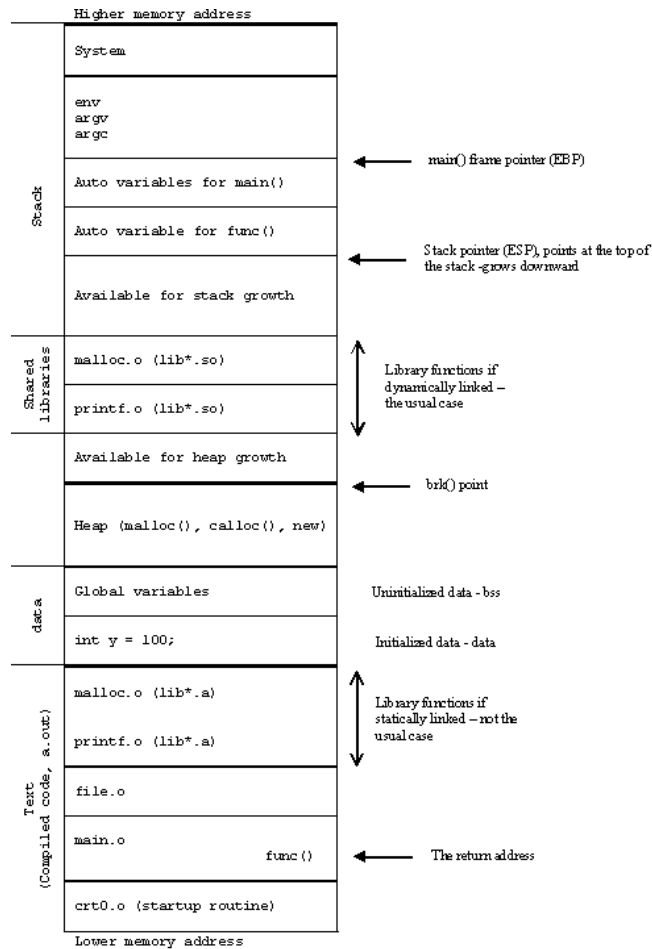 Higher memory address
System
env
argv
argc
main() frame pointer (EBP)
Auto variables for main()
Auto variable for func()
Stack pointer (ESP), points at the top of
the stack -grows downward
Available for stack growth
Stack
malloc.o (lib*.so)
printf.o (lib*.so)
Shared
libraries
Library functions if
dynamically linked –
the usual case
Available for heap growth
brk() point
Heap (malloc(), calloc(), new)
Global variables
Uninitialized data - bss
int y = 100;
Initialized data - data
data
malloc.o (lib*.a)
printf.o (lib*.a)
Library functions if
statically linked – not the
usual case
file.o
main.o
func()
The return address
Text
(Compiled code, a.out)
crt0.o (startup routine)
Lower memory address